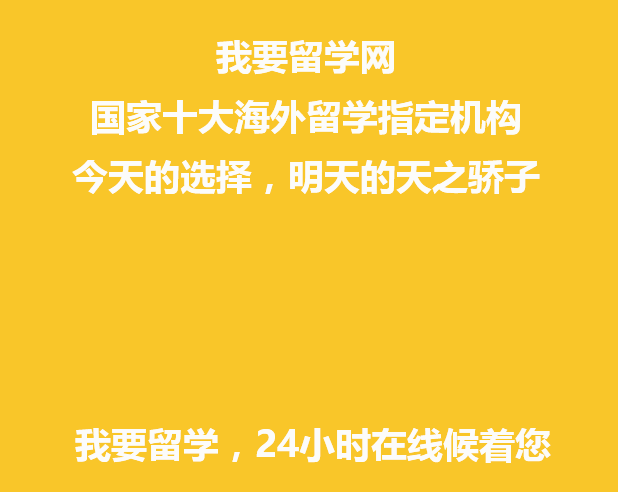 我要留学网
国家十大海外留学指定机构
今天的选择，明天的天之骄子
我要留学，24小时在线候着您